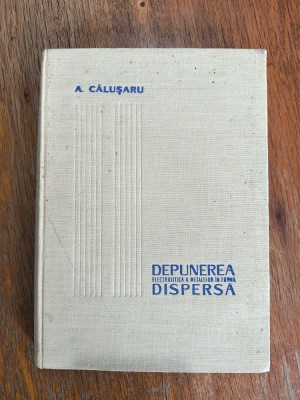 A. CĂLUŞARU
DEPUNEREA
ELECTROLITICĂ A METALELOR ÎN FORMĂ
DISPERSĂ